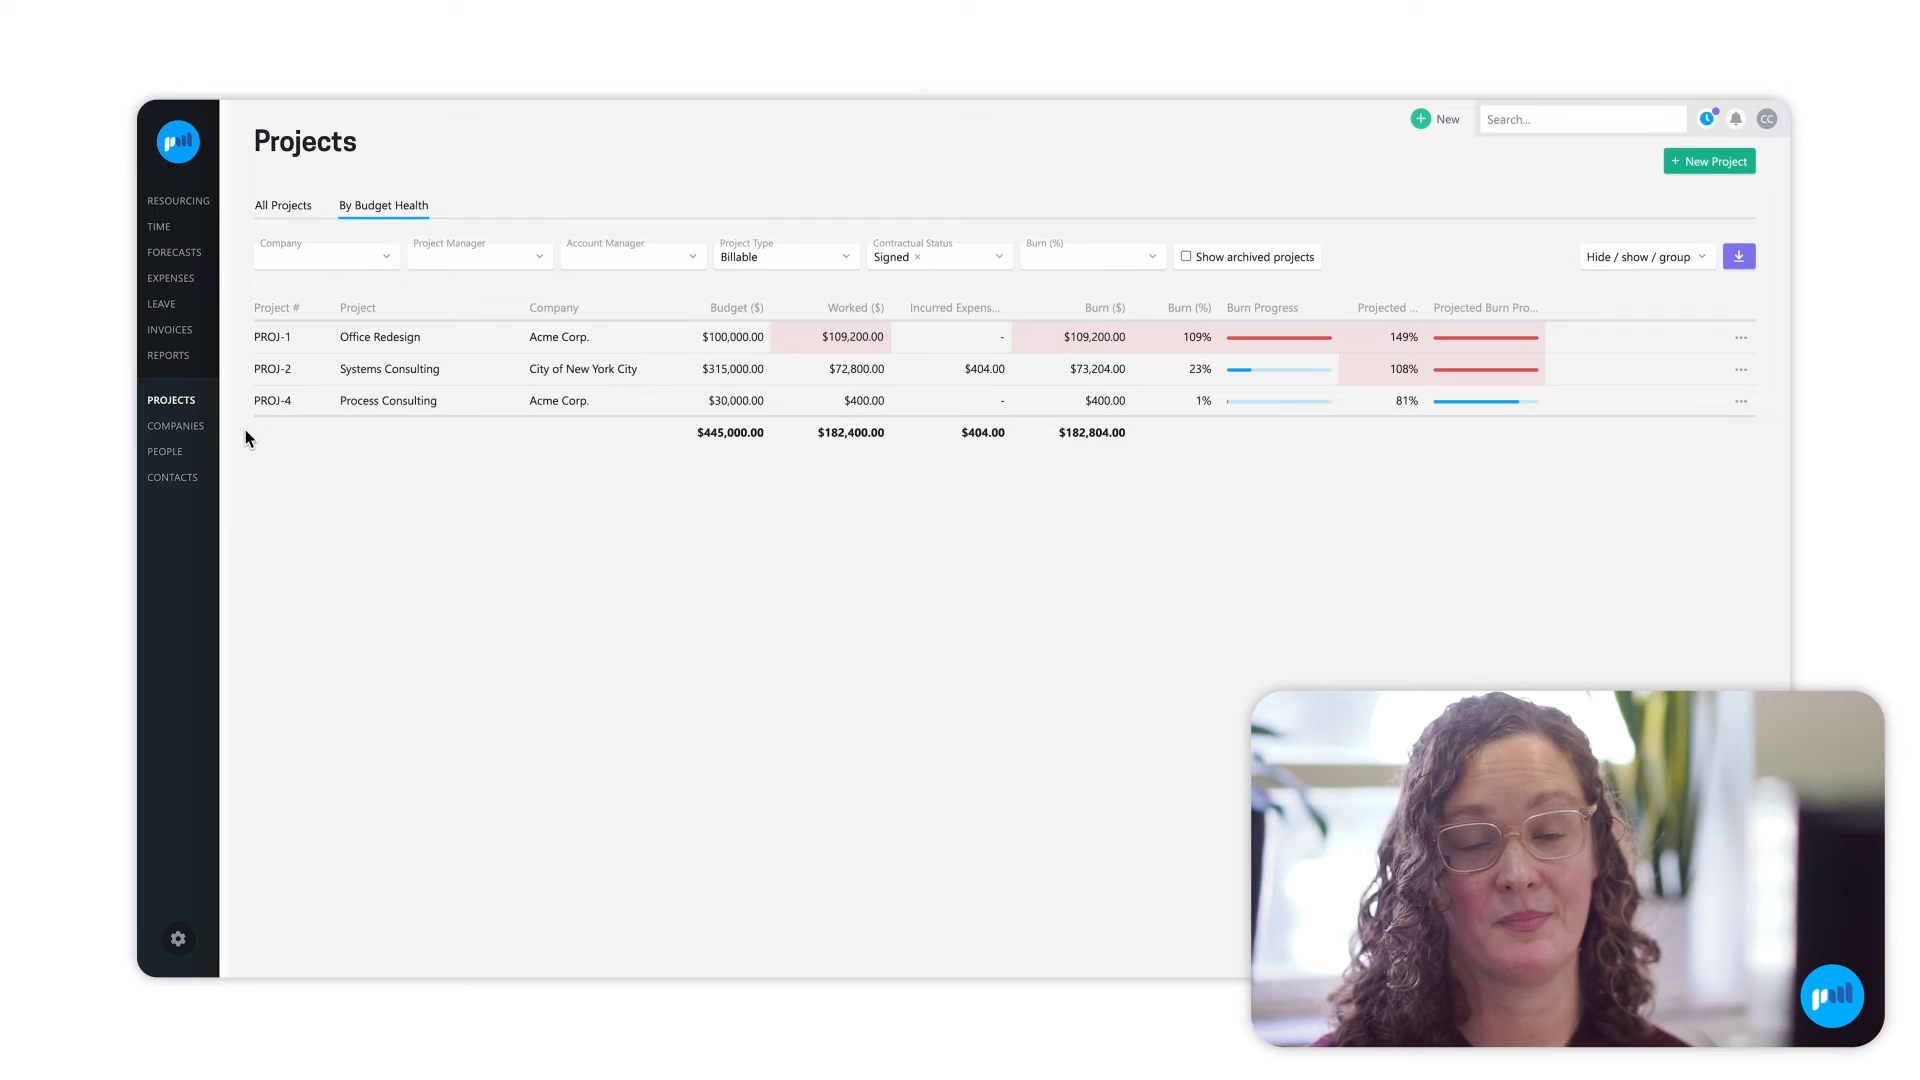 Projects
New
Search...
CC
+ New Project
RESOURCING
TIME
FORECASTS
EXPENSES
LEAVE
INVOICES
REPORTS
PROJECTS
COMPANIES
PEOPLE
CONTACTS
All Projects By Budget Health
Company Project Manager Account Manager Project Type Contractual Status Burn (%)
Billable Signed × Show archived projects Hide / show / group
Project # Project Company Budget ($) Worked ($) Incurred Expens... Burn ($) Burn (%) Burn Progress Projected ... Projected Burn Pro...
PROJ-1 Office Redesign Acme Corp. $100,000.00 $109,200.00 - $109,200.00 109% 149%
PROJ-2 Systems Consulting City of New York City $315,000.00 $72,800.00 $404.00 $73,204.00 23% 108%
PROJ-4 Process Consulting Acme Corp. $30,000.00 $400.00 - $400.00 1% 81%
$445,000.00 $182,400.00 $404.00 $182,804.00